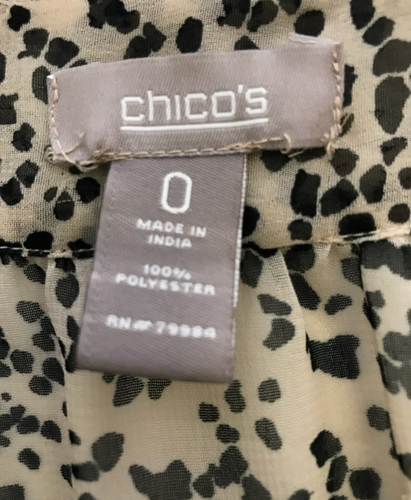 chico's
0
MADE IN
INDIA
100%
POLYESTER
RN# 79984